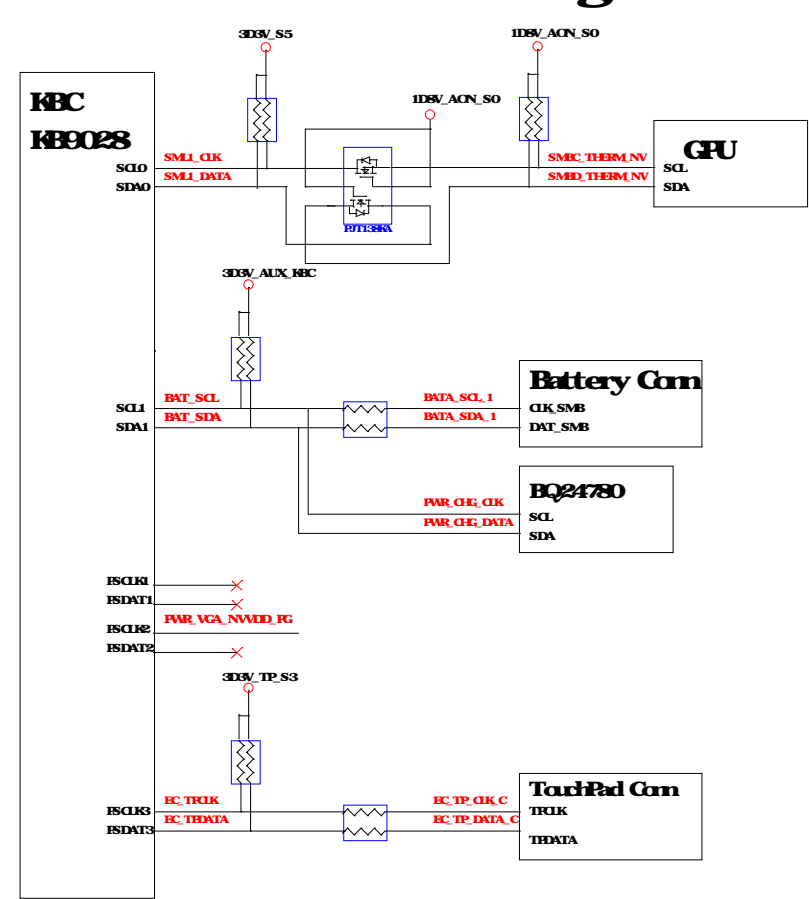 3D3V_S5
1D8V_AON_S0
KBC
KB9028
1D8V_AON_S0
GPU
SML1_CLK
SMBC_THERM_NV
SCL0
SCL
SML1_DATA
SMBD_THERM_NV
SDA0
SDA
PJT138KA
3D3V_AUX_KBC
Battery Conn
BAT_SCL
BATA_SCL_1
SCL1
CLK_SMB
BAT_SDA
BATA_SDA_1
SDA1
DAT_SMB
BQ24780
PWR_CHG_CLK
SCL
PWR_CHG_DATA
SDA
PSCLK1
PSDAT1
PWR_VGA_NVVDD_PG
PSCLK2
PSDAT2
3D3V_TP_S3
TouchPad Conn
EC_TPCLK
EC_TP_CLK_C
PSCLK3
TPCLK
EC_TPDATA
EC_TP_DATA_C
PSDAT3
TPDATA